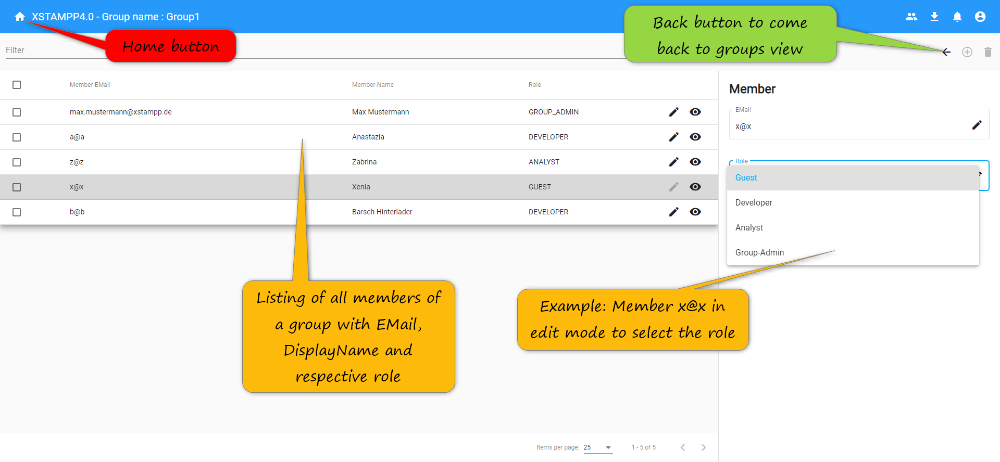 XSTAMPP4.0 - Group name : Group1
Home button
Back button to come
back to groups view
Filter
Member-EMail Member-Name Role
max.mustermann@xstampp.de Max Mustermann GROUP_ADMIN
a@a Anastazia DEVELOPER
z@z Zabrina ANALYST
x@x Xenia GUEST
b@b Barsch Hinterlader DEVELOPER
Member
EMail
x@x
Role
Guest
Developer
Analyst
Group-Admin
Listing of all members of
a group with EMail,
DisplayName and
respective role
Example: Member x@x in
edit mode to select the role
Items per page: 25 1 - 5 of 5